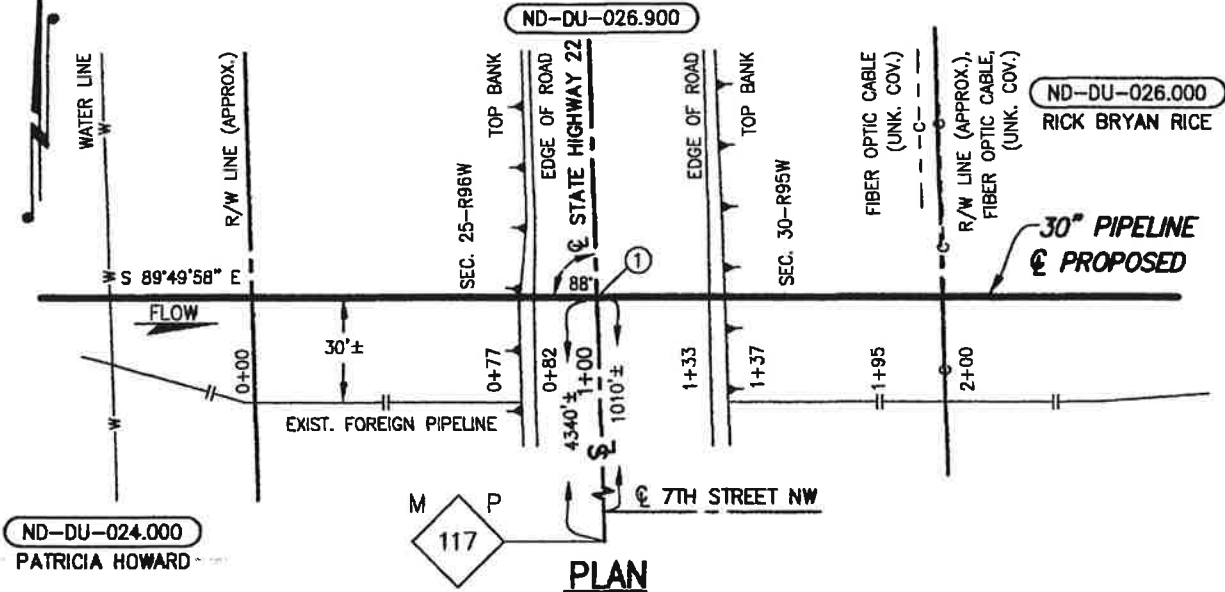 ND-DU-026.900
WATER LINE
R/W LINE (APPROX.)
TOP BANK
EDGE OF ROAD
℄ STATE HIGHWAY 22
EDGE OF ROAD
TOP BANK
FIBER OPTIC CABLE
(UNK. COV.)
R/W LINE (APPROX.),
FIBER OPTIC CABLE,
(UNK. COV.)
ND-DU-026.000
RICK BRYAN RICE
SEC. 25-R96W
SEC. 30-R95W
30" PIPELINE
℄ PROPOSED
W
W
W
C
C
C
C
S 89°49'58" E
88°
1
FLOW
30'±
0+00
0+77
0+82
1+00
1+33
1+37
1+95
2+00
EXIST. FOREIGN PIPELINE
4340'±
1010'±
℄
℄ 7TH STREET NW
M P
117
ND-DU-024.000
PATRICIA HOWARD
PLAN